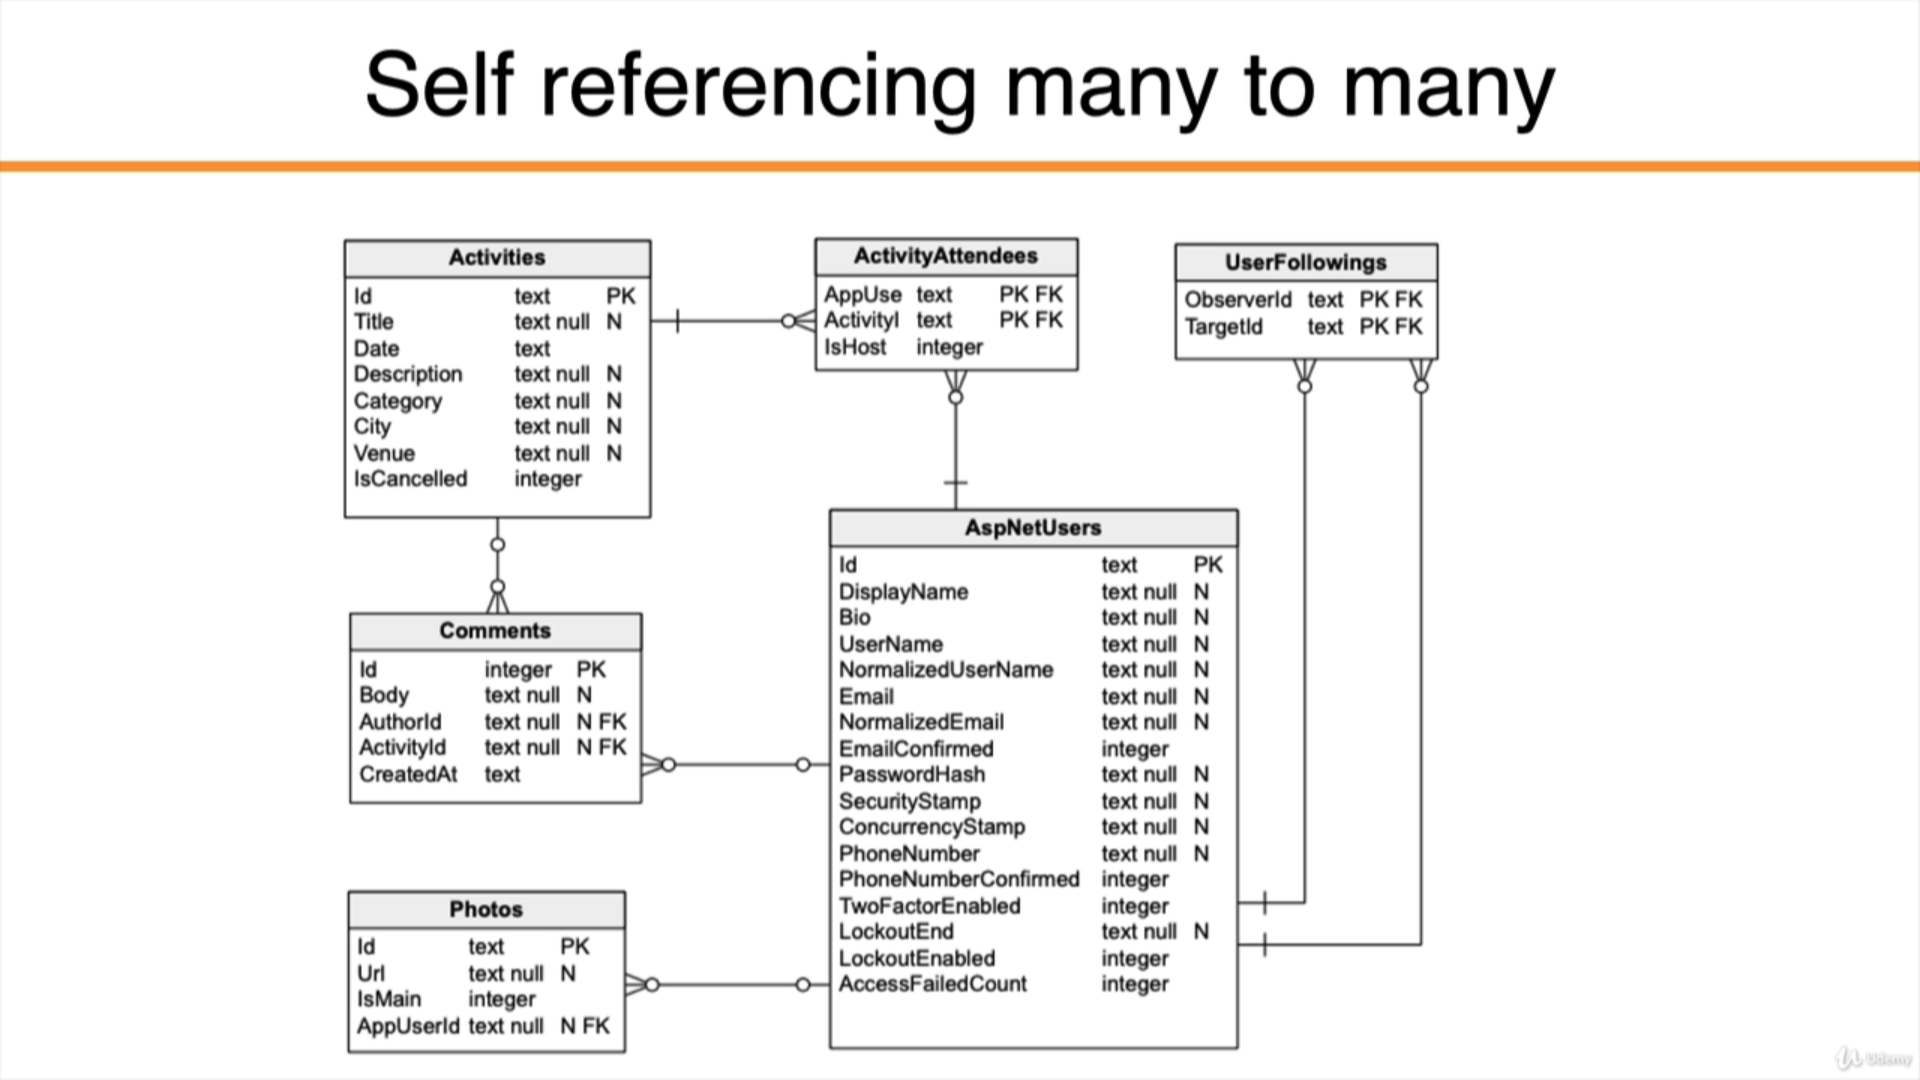 Self referencing many to many
Activities
Id text PK
Title text null N
Date text
Description text null N
Category text null N
City text null N
Venue text null N
IsCancelled integer
ActivityAttendees
AppUse text PK FK
ActivityI text PK FK
IsHost integer
UserFollowings
ObserverId text PK FK
TargetId text PK FK
Comments
Id integer PK
Body text null N
AuthorId text null N FK
ActivityId text null N FK
CreatedAt text
AspNetUsers
Id text PK
DisplayName text null N
Bio text null N
UserName text null N
NormalizedUserName text null N
Email text null N
NormalizedEmail text null N
EmailConfirmed integer
PasswordHash text null N
SecurityStamp text null N
ConcurrencyStamp text null N
PhoneNumber text null N
PhoneNumberConfirmed integer
TwoFactorEnabled integer
LockoutEnd text null N
LockoutEnabled integer
AccessFailedCount integer
Photos
Id text PK
Url text null N
IsMain integer
AppUserId text null N FK
Udemy